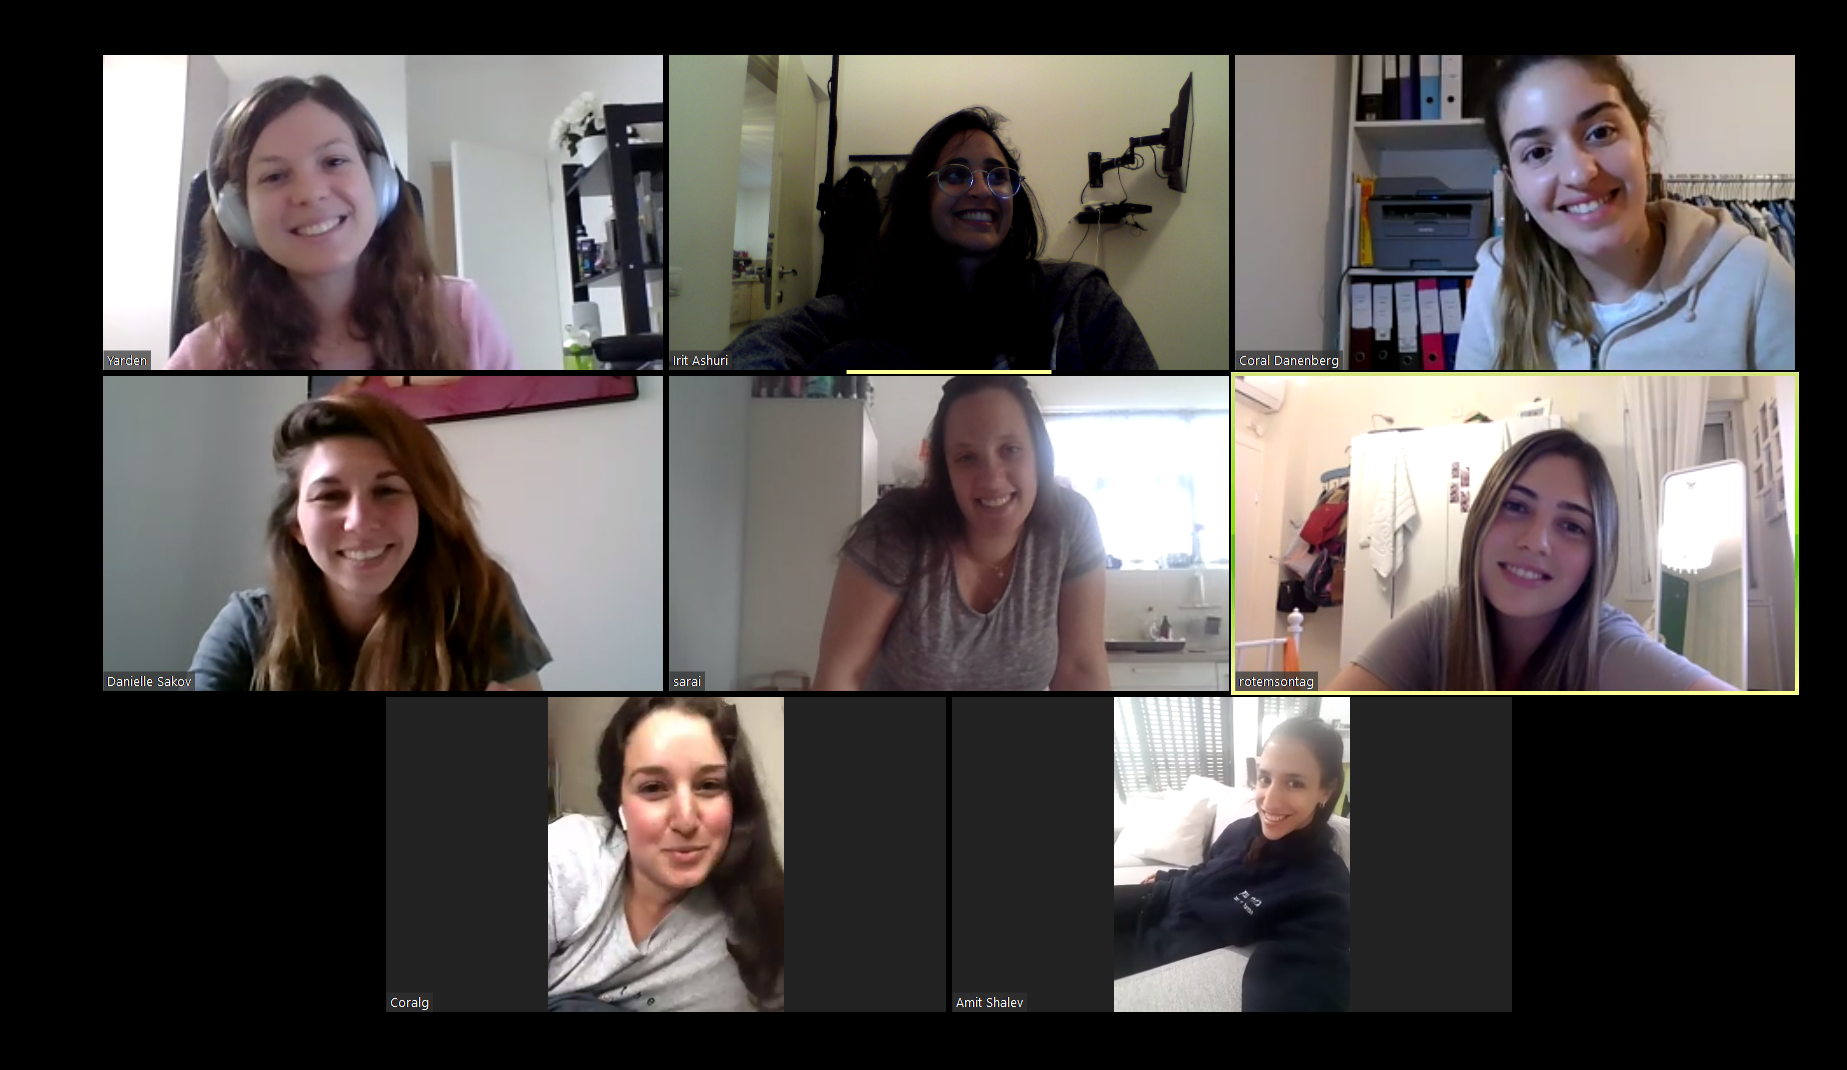 Yarden
Irit Ashuri
Coral Danenberg
Danielle Sakov
sarai
rotemsontag
Coralg
Amit Shalev